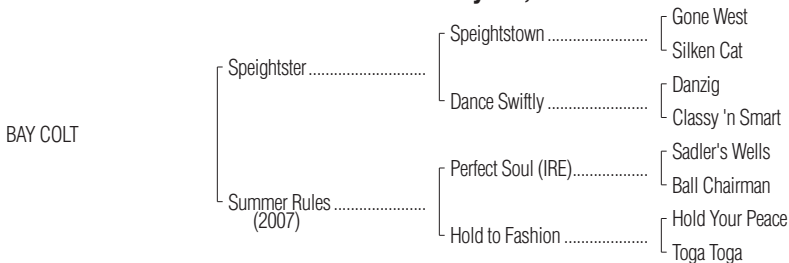 Gone West
Speightstown ....................
Silken Cat
Speightster...........................
Danzig
Dance Swiftly ....................
Classy 'n Smart
BAY COLT
Sadler's Wells
Perfect Soul (IRE)..................
Ball Chairman
Summer Rules .....................
(2007)
Hold Your Peace
Hold to Fashion ..................
Toga Toga